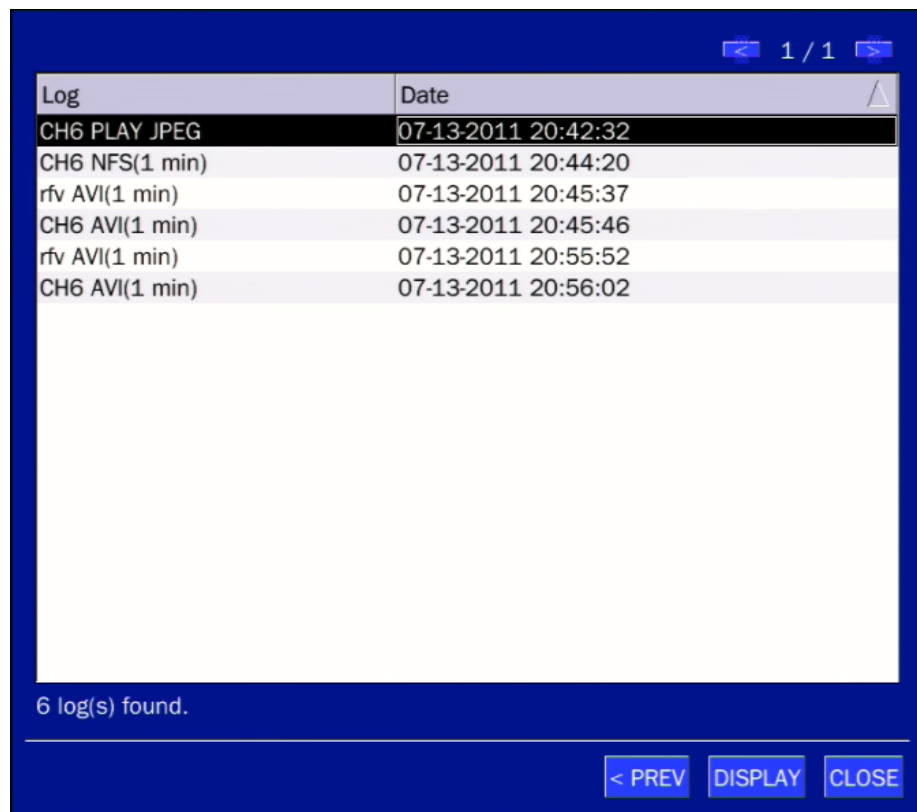 < 1 / 1 >
Log Date
CH6 PLAY JPEG 07-13-2011 20:42:32
CH6 NFS(1 min) 07-13-2011 20:44:20
rfv AVI(1 min) 07-13-2011 20:45:37
CH6 AVI(1 min) 07-13-2011 20:45:46
rfv AVI(1 min) 07-13-2011 20:55:52
CH6 AVI(1 min) 07-13-2011 20:56:02
6 log(s) found.
< PREV DISPLAY CLOSE